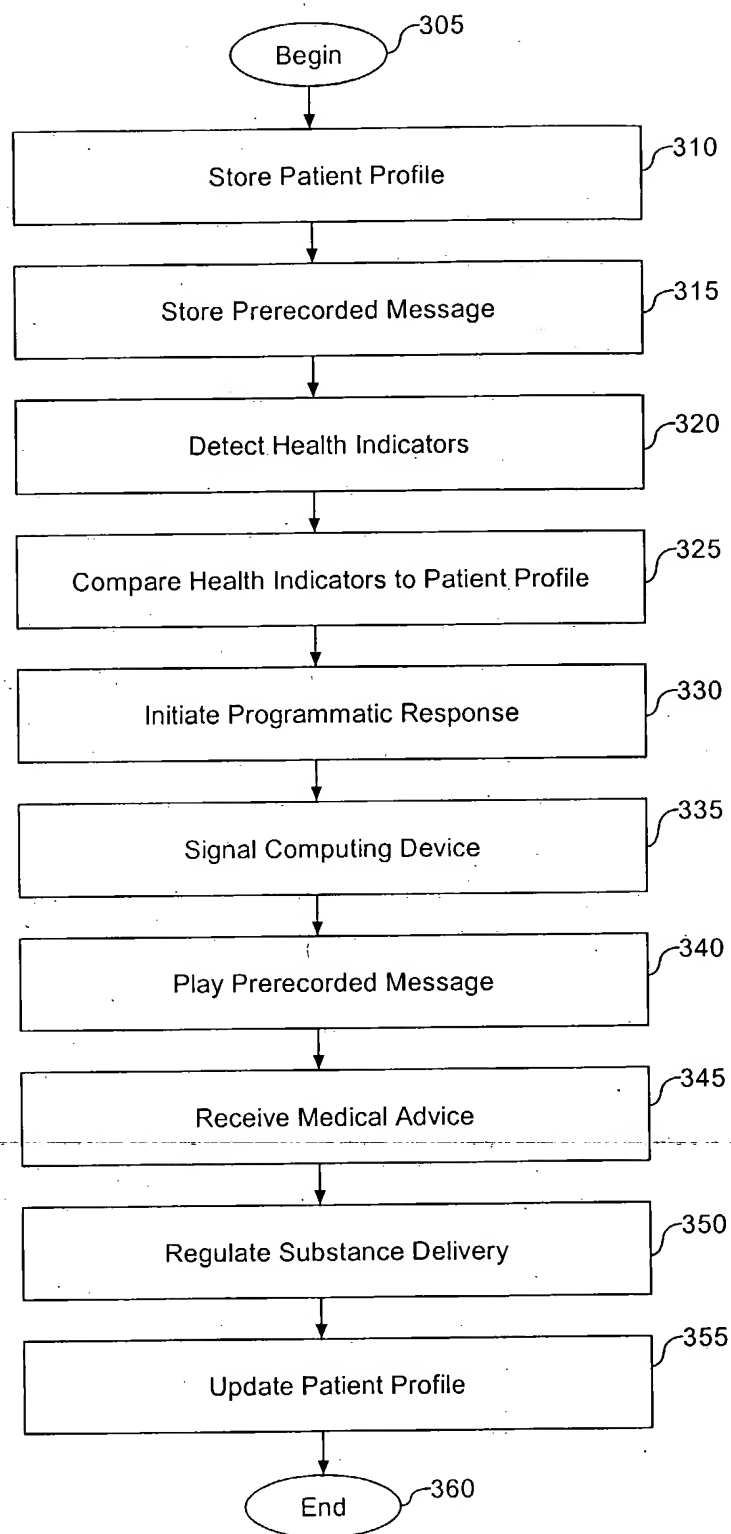 305
Begin
310
Store Patient Profile
315
Store Prerecorded Message
320
Detect Health Indicators
325
Compare Health Indicators to Patient Profile
330
Initiate Programmatic Response
335
Signal Computing Device
340
Play Prerecorded Message
345
Receive Medical Advice
350
Regulate Substance Delivery
355
Update Patient Profile
360
End